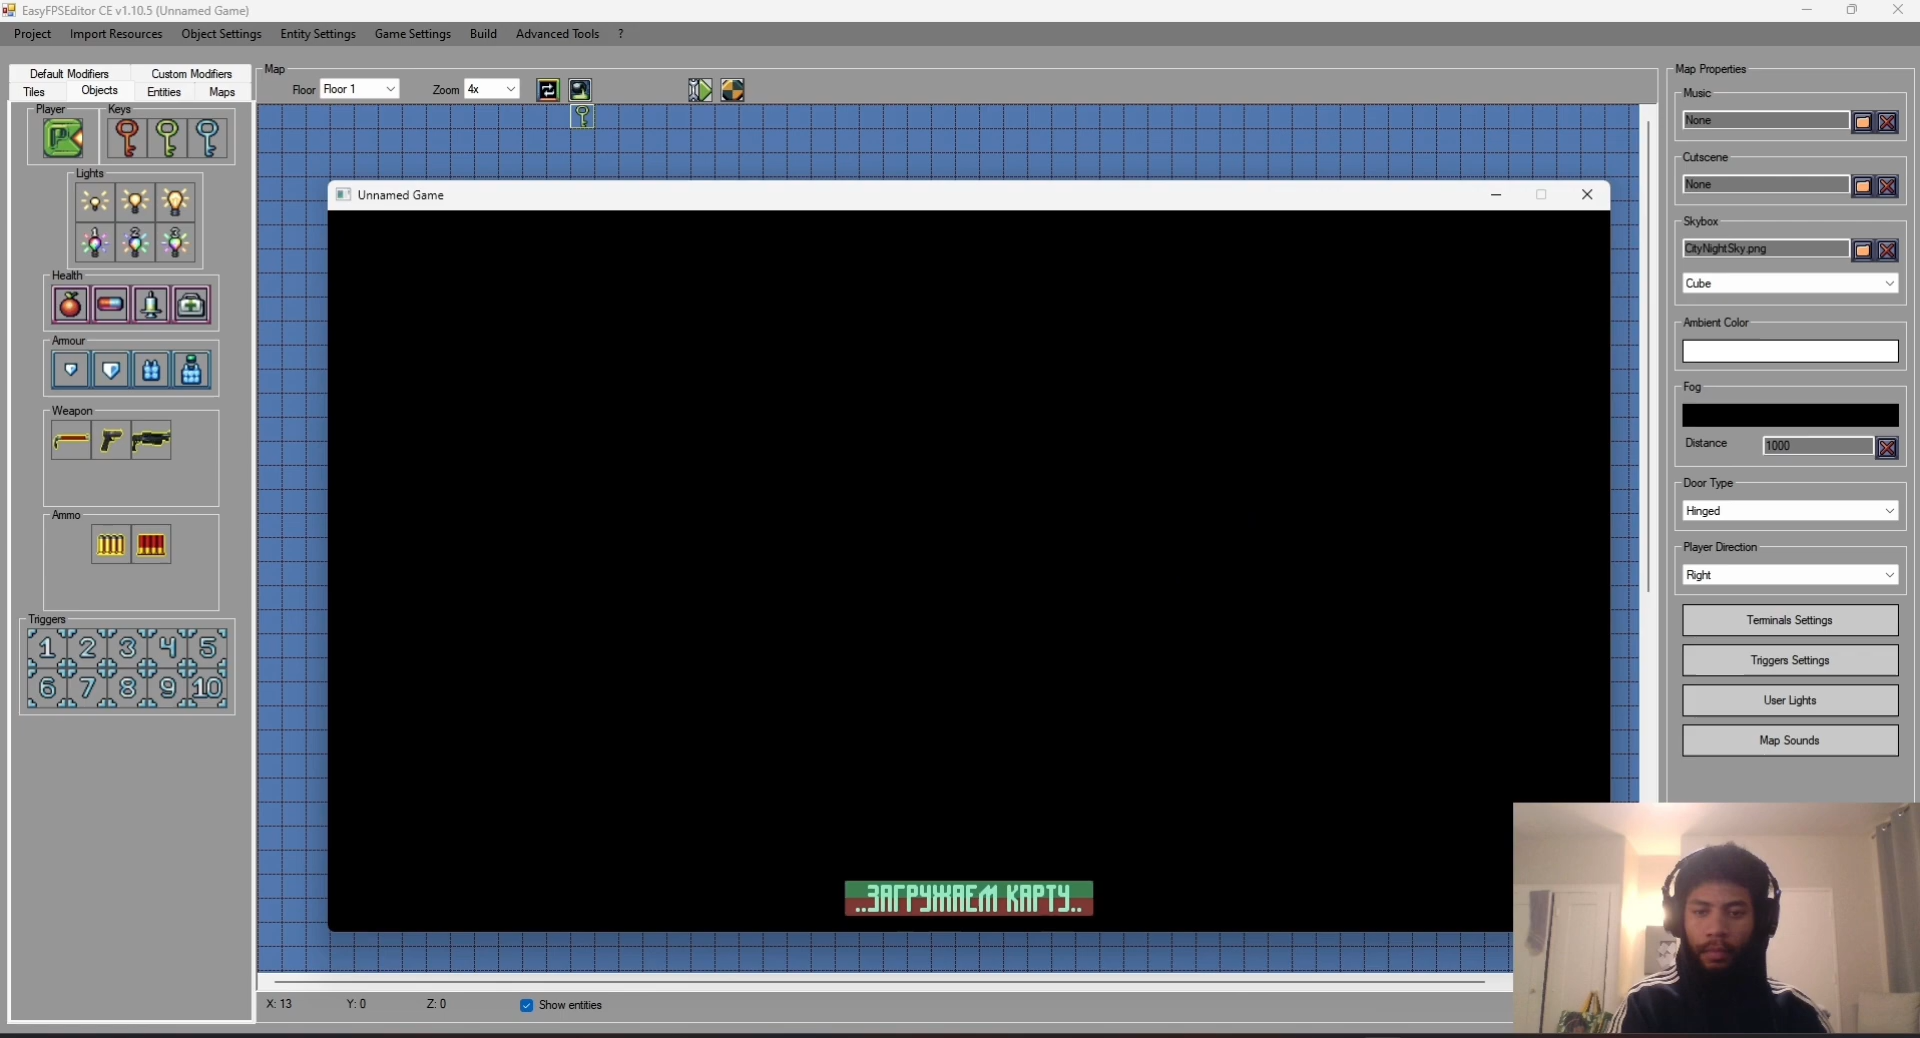 EasyFPSEditor CE v1.10.5 (Unnamed Game)
Project Import Resources Object Settings Entity Settings Game Settings Build Advanced Tools ?
Default Modifiers Custom Modifiers
Tiles Objects Entities Maps
Player Keys
P
Lights
1 2 3
Health
Armour
Weapon
Ammo
Triggers
1 2 3 4 5
6 7 8 9 10
Map
Floor Floor 1 Zoom 4x
Unnamed Game
..ЗАГРУЖАЕМ КАРТУ..
X: 13 Y: 0 Z: 0 Show entities
Map Properties
Music
None
Cutscene
None
Skybox
CityNightSky.png
Cube
Ambient Color
Fog
Distance 1000
Door Type
Hinged
Player Direction
Right
Terminals Settings
Triggers Settings
User Lights
Map Sounds